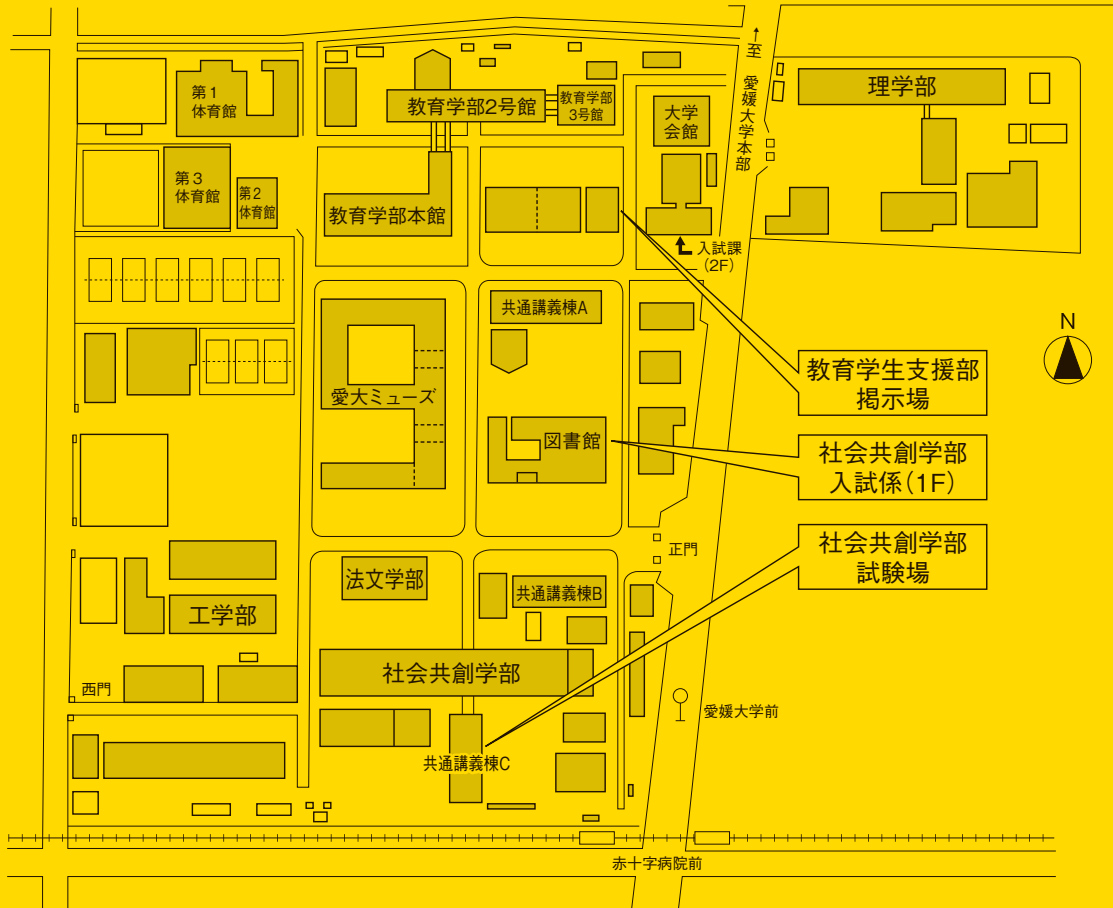 ↑至 愛媛大学本部
第1
体育館
教育学部2号館
教育学部
3号館
大学
会館
理学部
第3
体育館
第2
体育館
教育学部本館
入試課
(2F)
共通講義棟A
N
愛大ミューズ
図書館
教育学生支援部
掲示場
社会共創学部
入試係(1F)
社会共創学部
試験場
正門
法文学部
共通講義棟B
工学部
社会共創学部
西門
愛媛大学前
共通講義棟C
赤十字病院前